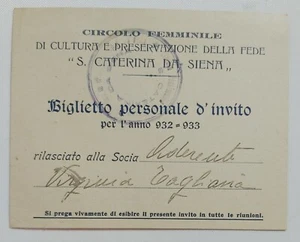 CIRCOLO FEMMINILE
DI CULTURA E PRESERVAZIONE DELLA FEDE
"S. CATERINA DA SIENA"
Biglietto personale d'invito
per l'anno 932=933
rilasciato alla Socia Aderente
Virginia
Si prega vivamente di esibire il presente invito in tutte le riunioni.